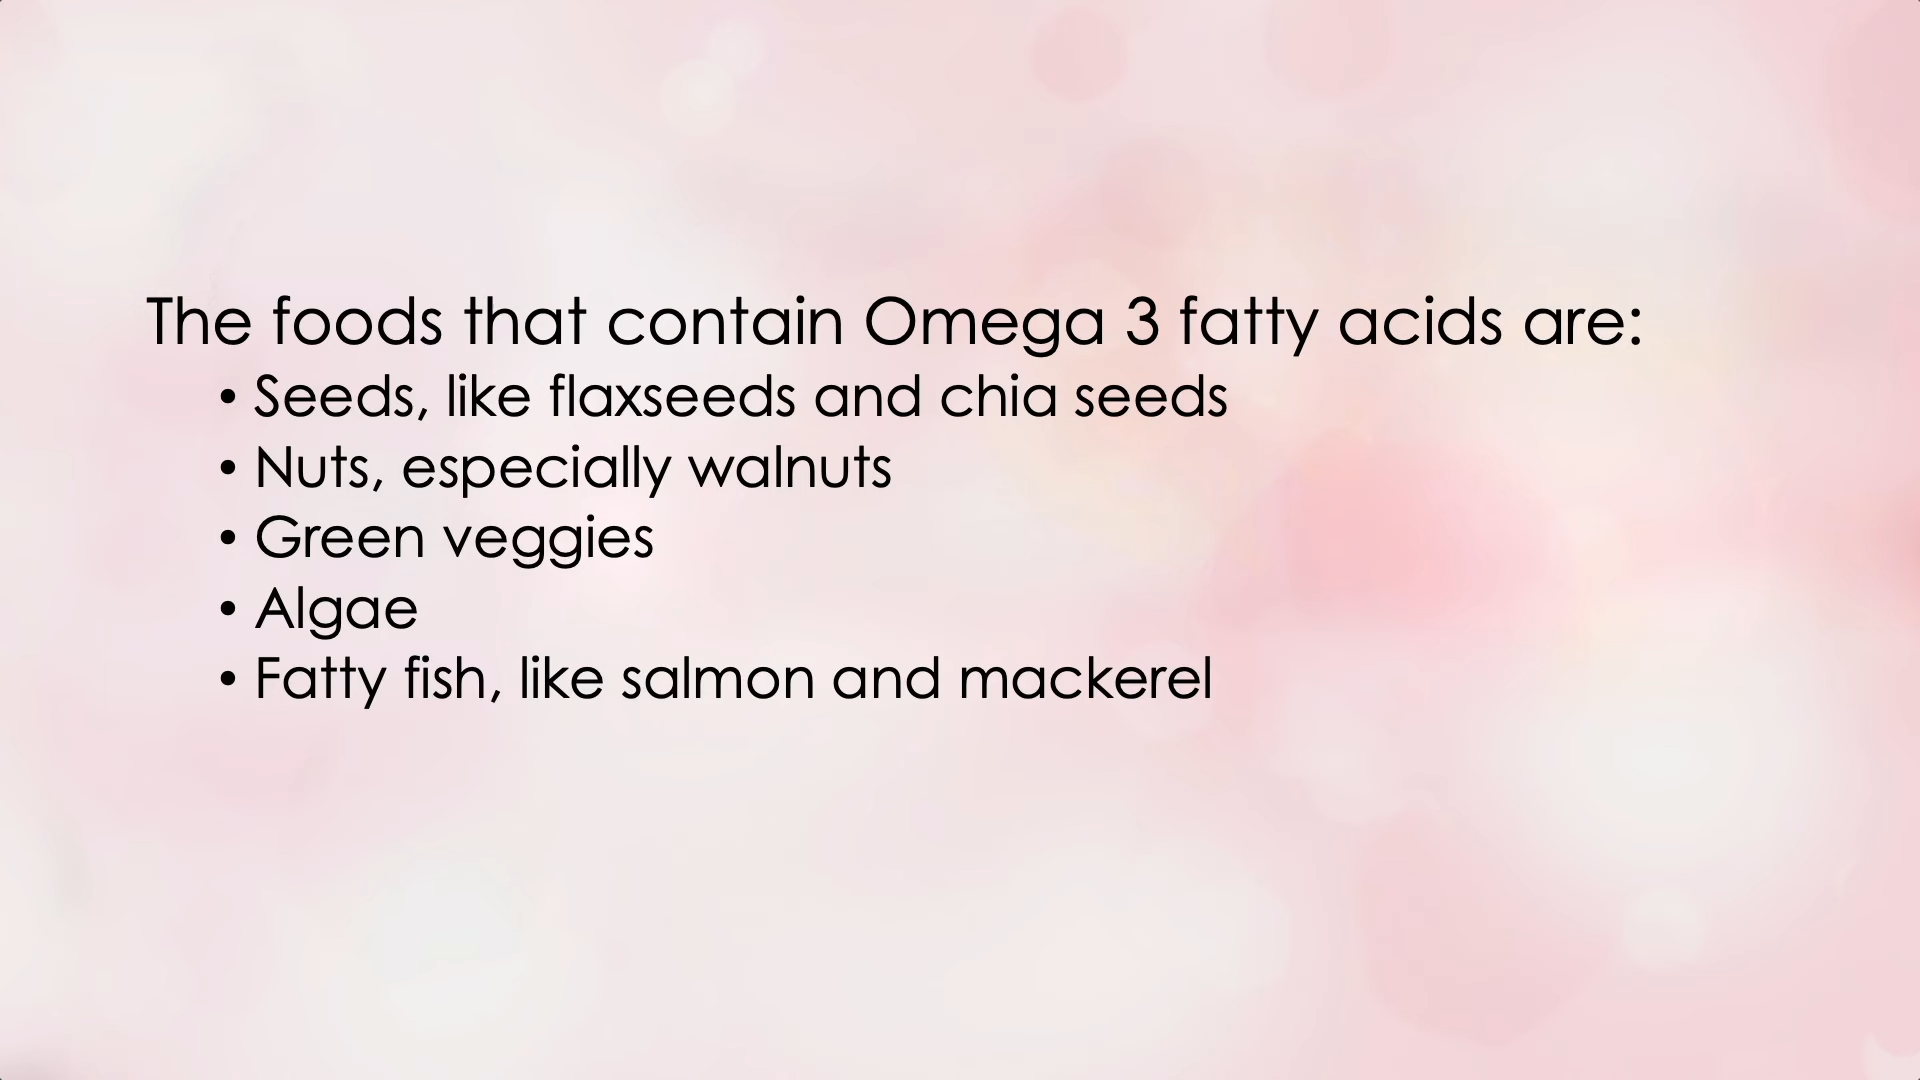 The foods that contain Omega 3 fatty acids are:
• Seeds, like flaxseeds and chia seeds
• Nuts, especially walnuts
• Green veggies
• Algae
• Fatty fish, like salmon and mackerel